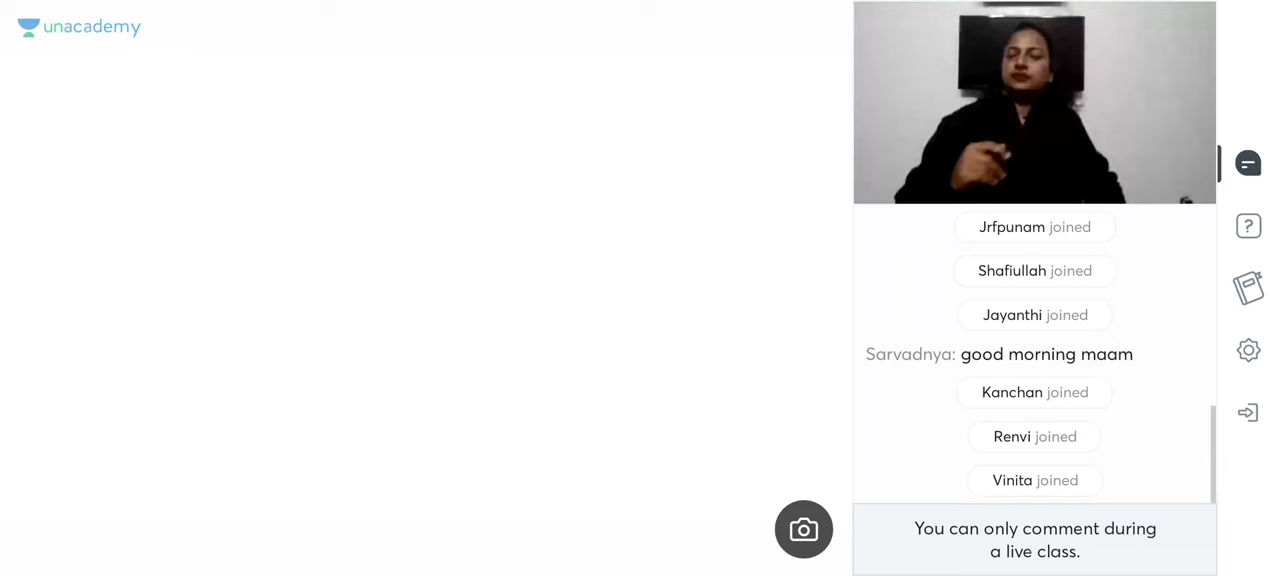 unacademy
Jrfpunam joined
Shafiullah joined
Jayanthi joined
Sarvadnya: good morning maam
Kanchan joined
Renvi joined
Vinita joined
You can only comment during
a live class.